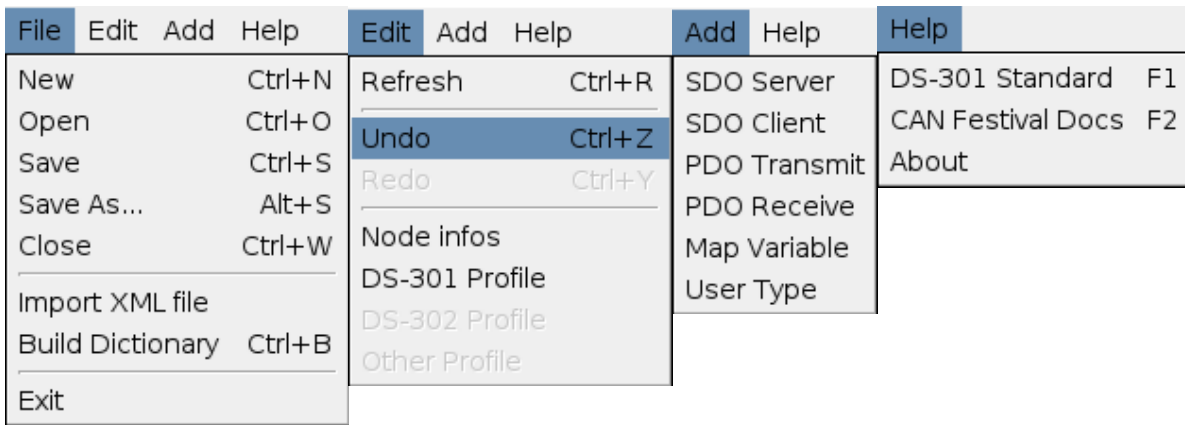 File Edit Add Help
New Ctrl+N
Open Ctrl+O
Save Ctrl+S
Save As... Alt+S
Close Ctrl+W
Import XML file
Build Dictionary Ctrl+B
Exit
Edit Add Help
Refresh Ctrl+R
Undo Ctrl+Z
Redo Ctrl+Y
Node infos
DS-301 Profile
DS-302 Profile
Other Profile
Add Help
SDO Server
SDO Client
PDO Transmit
PDO Receive
Map Variable
User Type
Help
DS-301 Standard F1
CAN Festival Docs F2
About